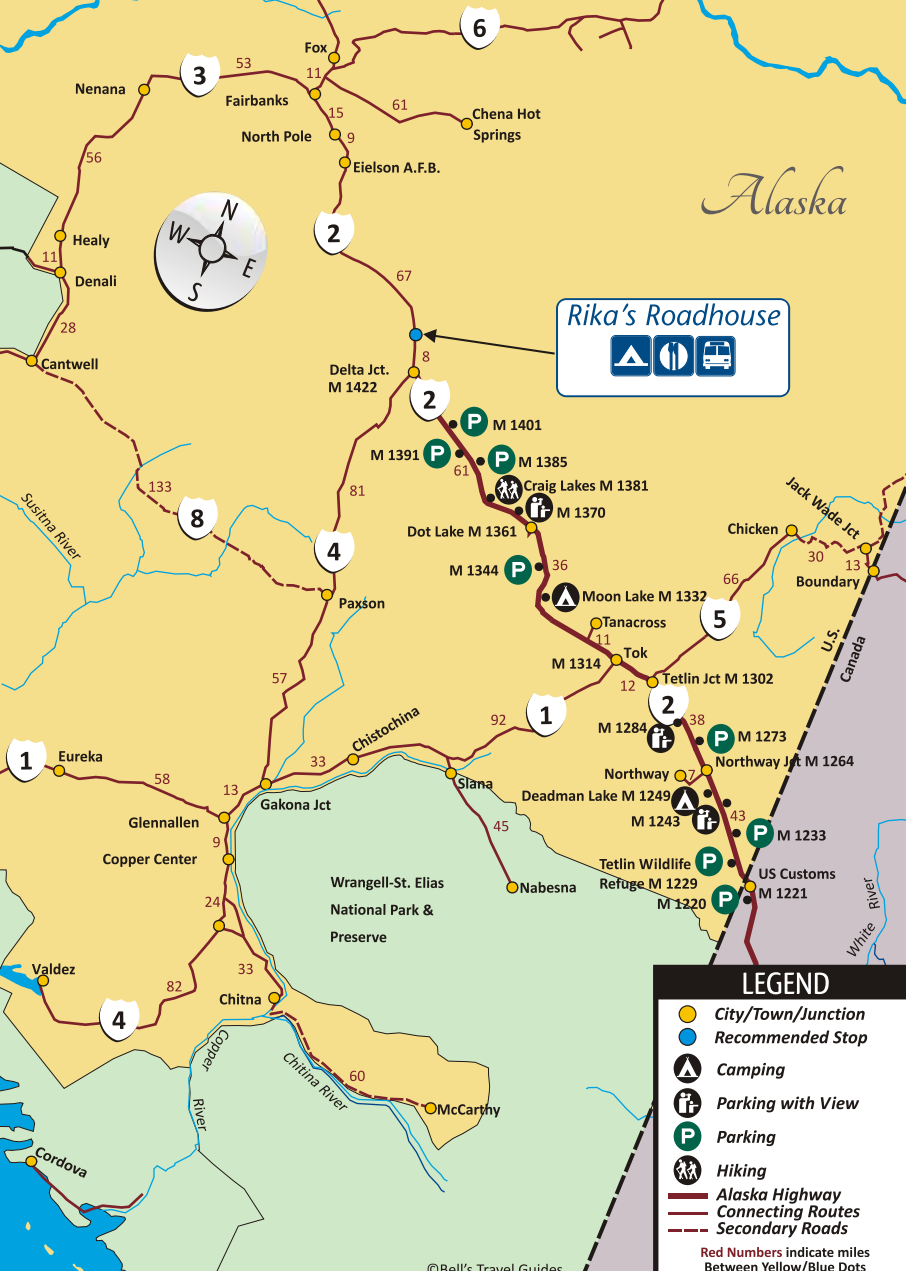 6
Fox
3
53
11
Nenana
Fairbanks
61
Chena Hot
Springs
15
North Pole
9
Eielson A.F.B.
56
Alaska
N
W
E
S
2
Healy
11
Denali
67
28
Rika's Roadhouse
Cantwell
8
Delta Jct.
M 1422
2
P
M 1401
M 1391
P
P
M 1385
61
Craig Lakes M 1381
133
81
M 1370
Jack Wade Jct
Susitna River
8
Dot Lake M 1361
Chicken
30
4
M 1344
P
36
13
66
Boundary
Moon Lake M 1332
Paxson
Tanacross
5
11
U.S.
Canada
Tok
M 1314
57
12
Tetlin Jct M 1302
2
1
92
Chistochina
M 1284
38
P
M 1273
1
Eureka
33
Northway Jct M 1264
58
Slana
Northway
7
13
Gakona Jct
Deadman Lake M 1249
Glennallen
M 1243
43
45
9
P
M 1233
Copper Center
Tetlin Wildlife
P
Refuge M 1229
US Customs
M 1221
Wrangell-St. Elias
National Park &
Preserve
Nabesna
24
M 1220
P
White River
Valdez
33
82
Chitna
4
LEGEND
City/Town/Junction
Recommended Stop
Camping
Parking with View
P
Parking
Hiking
Alaska Highway
Connecting Routes
Secondary Roads
Red Numbers indicate miles
Between Yellow/Blue Dots
Copper River
Chitina River
60
McCarthy
Cordova
©Bell's Travel Guides